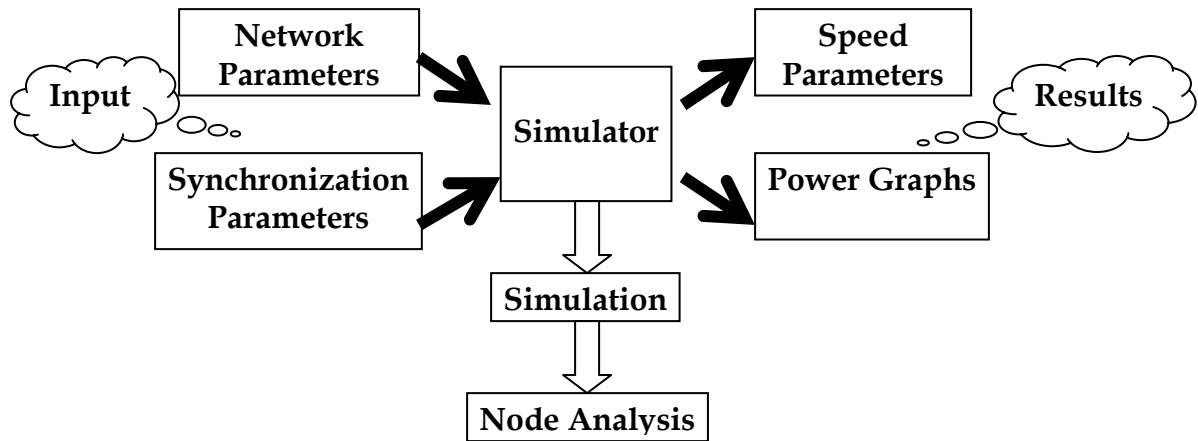 Network
Parameters
Speed
Parameters
Input
Results
Simulator
Synchronization
Parameters
Power Graphs
Simulation
Node Analysis